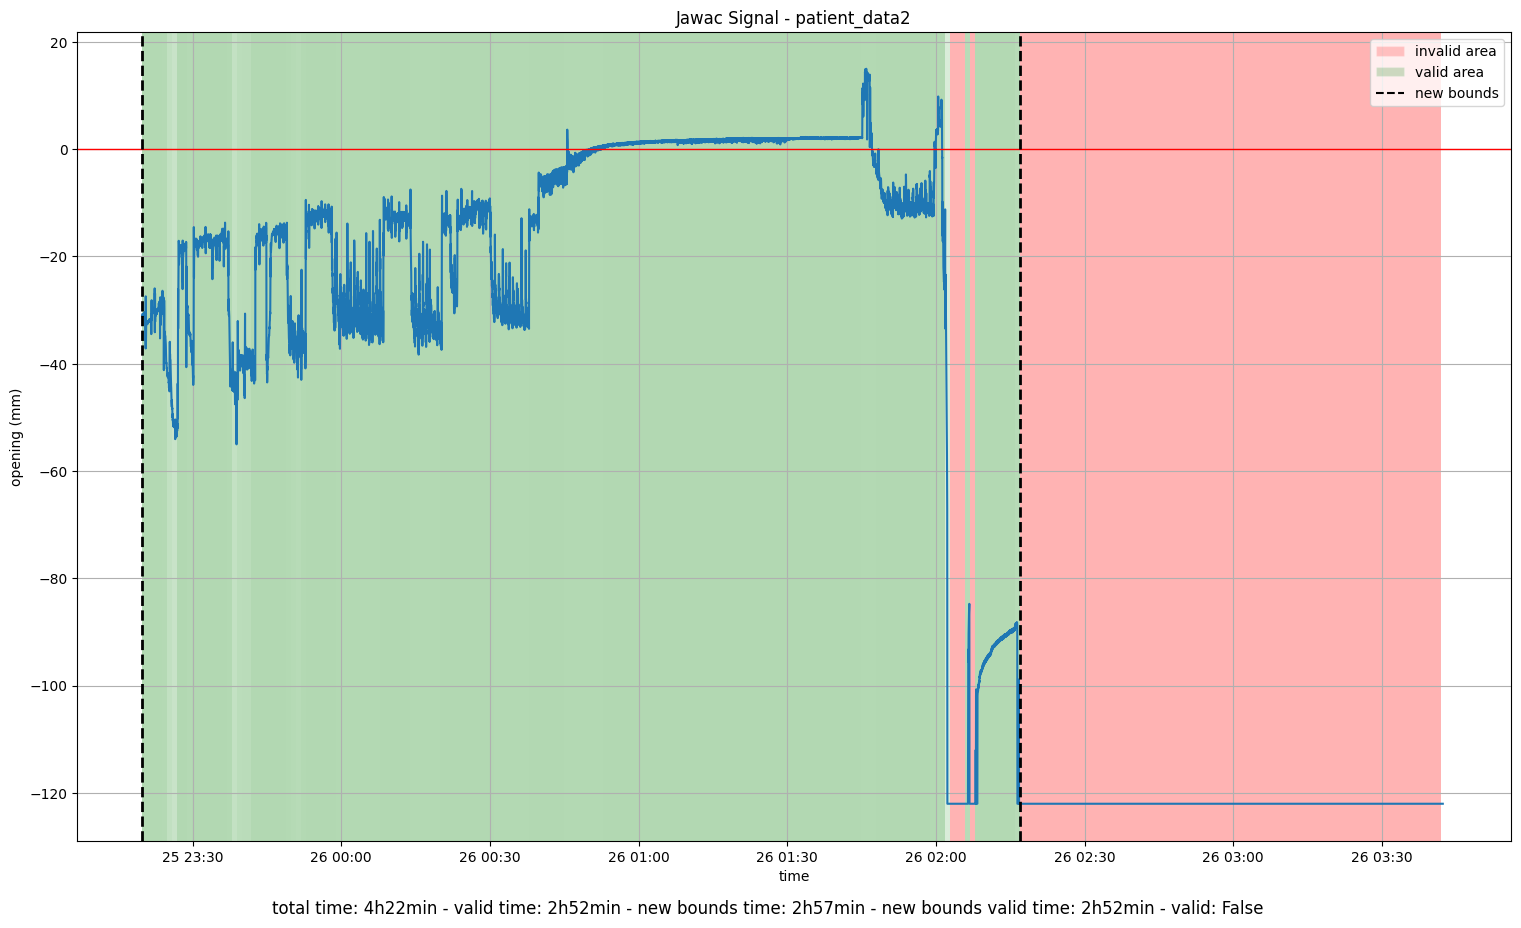 Jawac Signal - patient_data2
invalid area
valid area
new bounds
20
0
−20
−40
−60
−80
−100
−120
opening (mm)
25 23:30
26 00:00
26 00:30
26 01:00
26 01:30
26 02:00
26 02:30
26 03:00
26 03:30
time
total time: 4h22min - valid time: 2h52min - new bounds time: 2h57min - new bounds valid time: 2h52min - valid: False